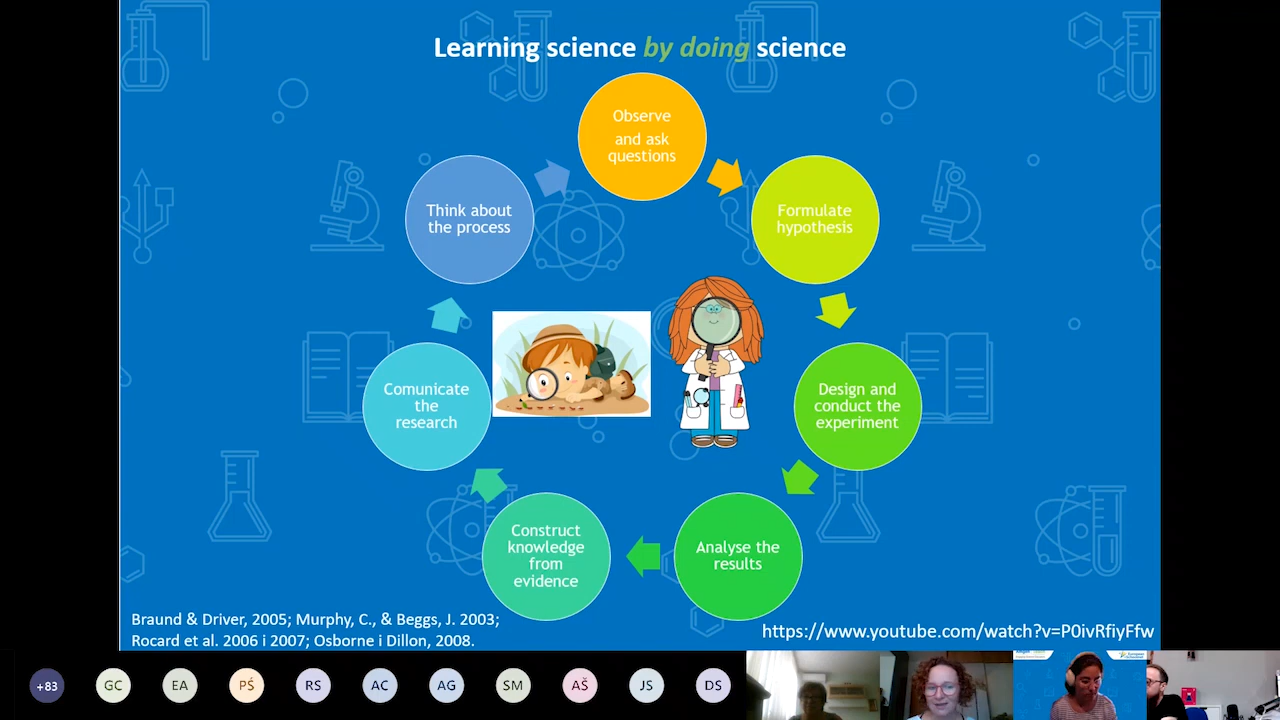 Learning science by doing science
Observe
and ask
questions
Formulate
hypothesis
Design and
conduct the
experiment
Analyse the
results
Construct
knowledge
from
evidence
Comunicate
the
research
Think about
the process
Braund & Driver, 2005; Murphy, C., & Beggs, J. 2003;
Rocard et al. 2006 i 2007; Osborne i Dillon, 2008.
https://www.youtube.com/watch?v=P0ivRfiyFfw
+83
GC
EA
PŚ
RS
AC
AG
SM
AŠ
JS
DS